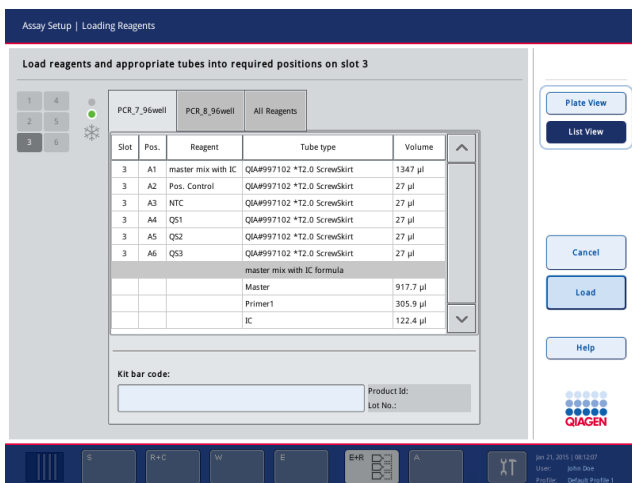 Assay Setup | Loading Reagents
Load reagents and appropriate tubes into required positions on slot 3
1 4
2 5
3 6
PCR_7_96well PCR_8_96well All Reagents
Slot Pos. Reagent Tube type Volume
3 A1 master mix with IC QIA#997102 *T2.0 ScrewSkirt 1347 µl
3 A2 Pos. Control QIA#997102 *T2.0 ScrewSkirt 27 µl
3 A3 NTC QIA#997102 *T2.0 ScrewSkirt 27 µl
3 A4 QS1 QIA#997102 *T2.0 ScrewSkirt 27 µl
3 A5 QS2 QIA#997102 *T2.0 ScrewSkirt 27 µl
3 A6 QS3 QIA#997102 *T2.0 ScrewSkirt 27 µl
master mix with IC formula
Master 917.7 µl
Primer1 305.9 µl
IC 122.4 µl
Kit bar code:
Product Id:
Lot No.:
Plate View
List View
Cancel
Load
Help
QIAGEN
S R+C W E E+R A
Jan 21, 2015 | 08:12:07
User: John Doe
Profile: Default Profile 1